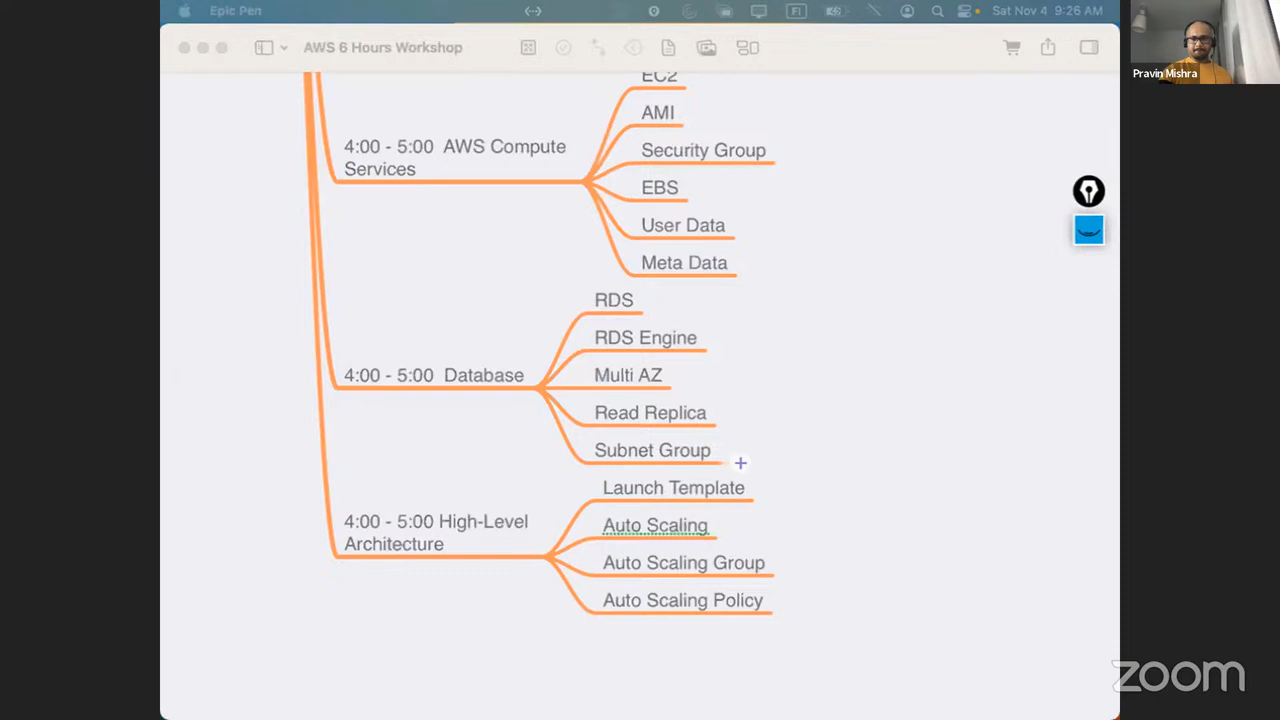 Epic Pen
Sat Nov 4 9:26 AM
AWS 6 Hours Workshop
Pravin Mishra
EC2
4:00 - 5:00 AWS Compute
Services
AMI
Security Group
EBS
User Data
Meta Data
4:00 - 5:00 Database
RDS
RDS Engine
Multi AZ
Read Replica
Subnet Group
4:00 - 5:00 High-Level
Architecture
Launch Template
Auto Scaling
Auto Scaling Group
Auto Scaling Policy
zoom